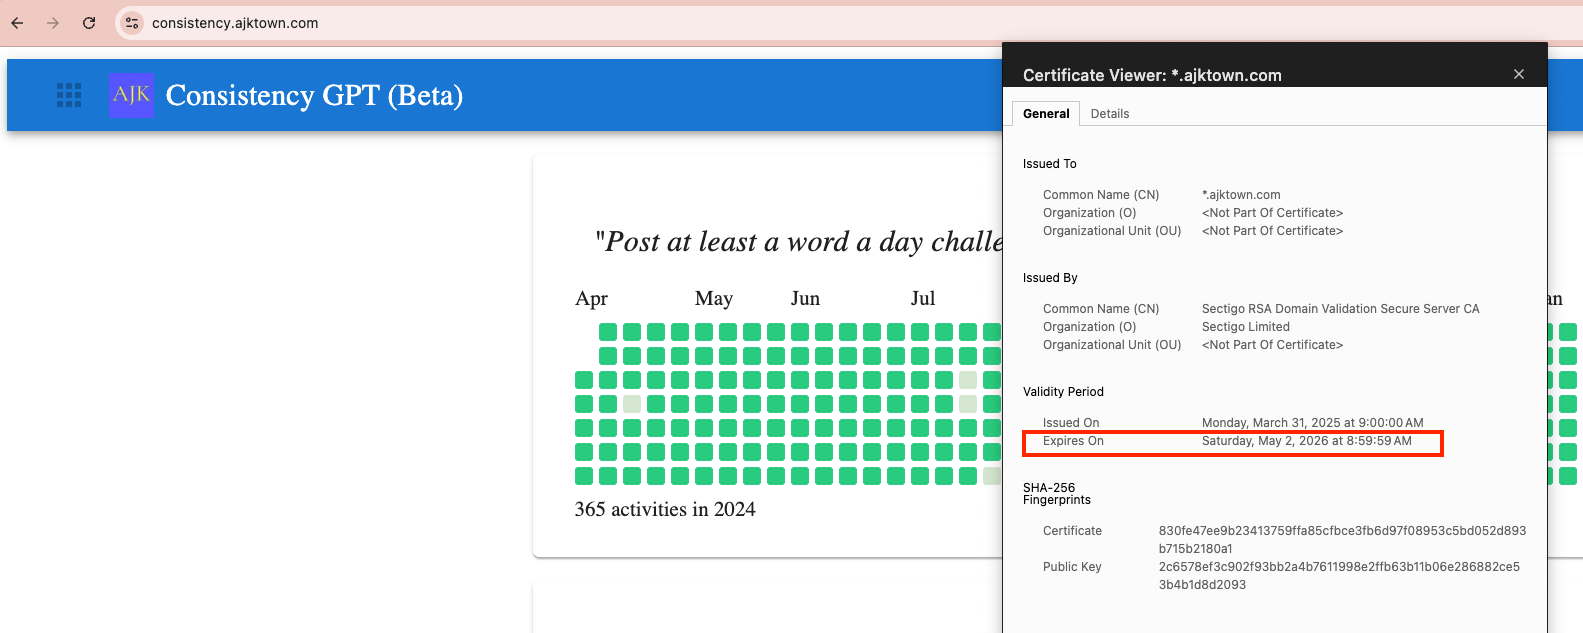 consistency.ajktown.com
AJK Consistency GPT (Beta)
"Post at least a word a day challe
Apr May Jun Jul
365 activities in 2024
Certificate Viewer: *.ajktown.com
General Details
Issued To
Common Name (CN) *.ajktown.com
Organization (O) <Not Part Of Certificate>
Organizational Unit (OU) <Not Part Of Certificate>
Issued By
Common Name (CN) Sectigo RSA Domain Validation Secure Server CA
Organization (O) Sectigo Limited
Organizational Unit (OU) <Not Part Of Certificate>
Validity Period
Issued On Monday, March 31, 2025 at 9:00:00 AM
Expires On Saturday, May 2, 2026 at 8:59:59 AM
SHA-256
Fingerprints
Certificate 830fe47ee9b23413759ffa85cfbce3fb6d97f08953c5bd052d893
b715b2180a1
Public Key 2c6578ef3c902f93bb2a4b7611998e2ffb63b11b06e286882ce5
3b4b1d8d2093
an